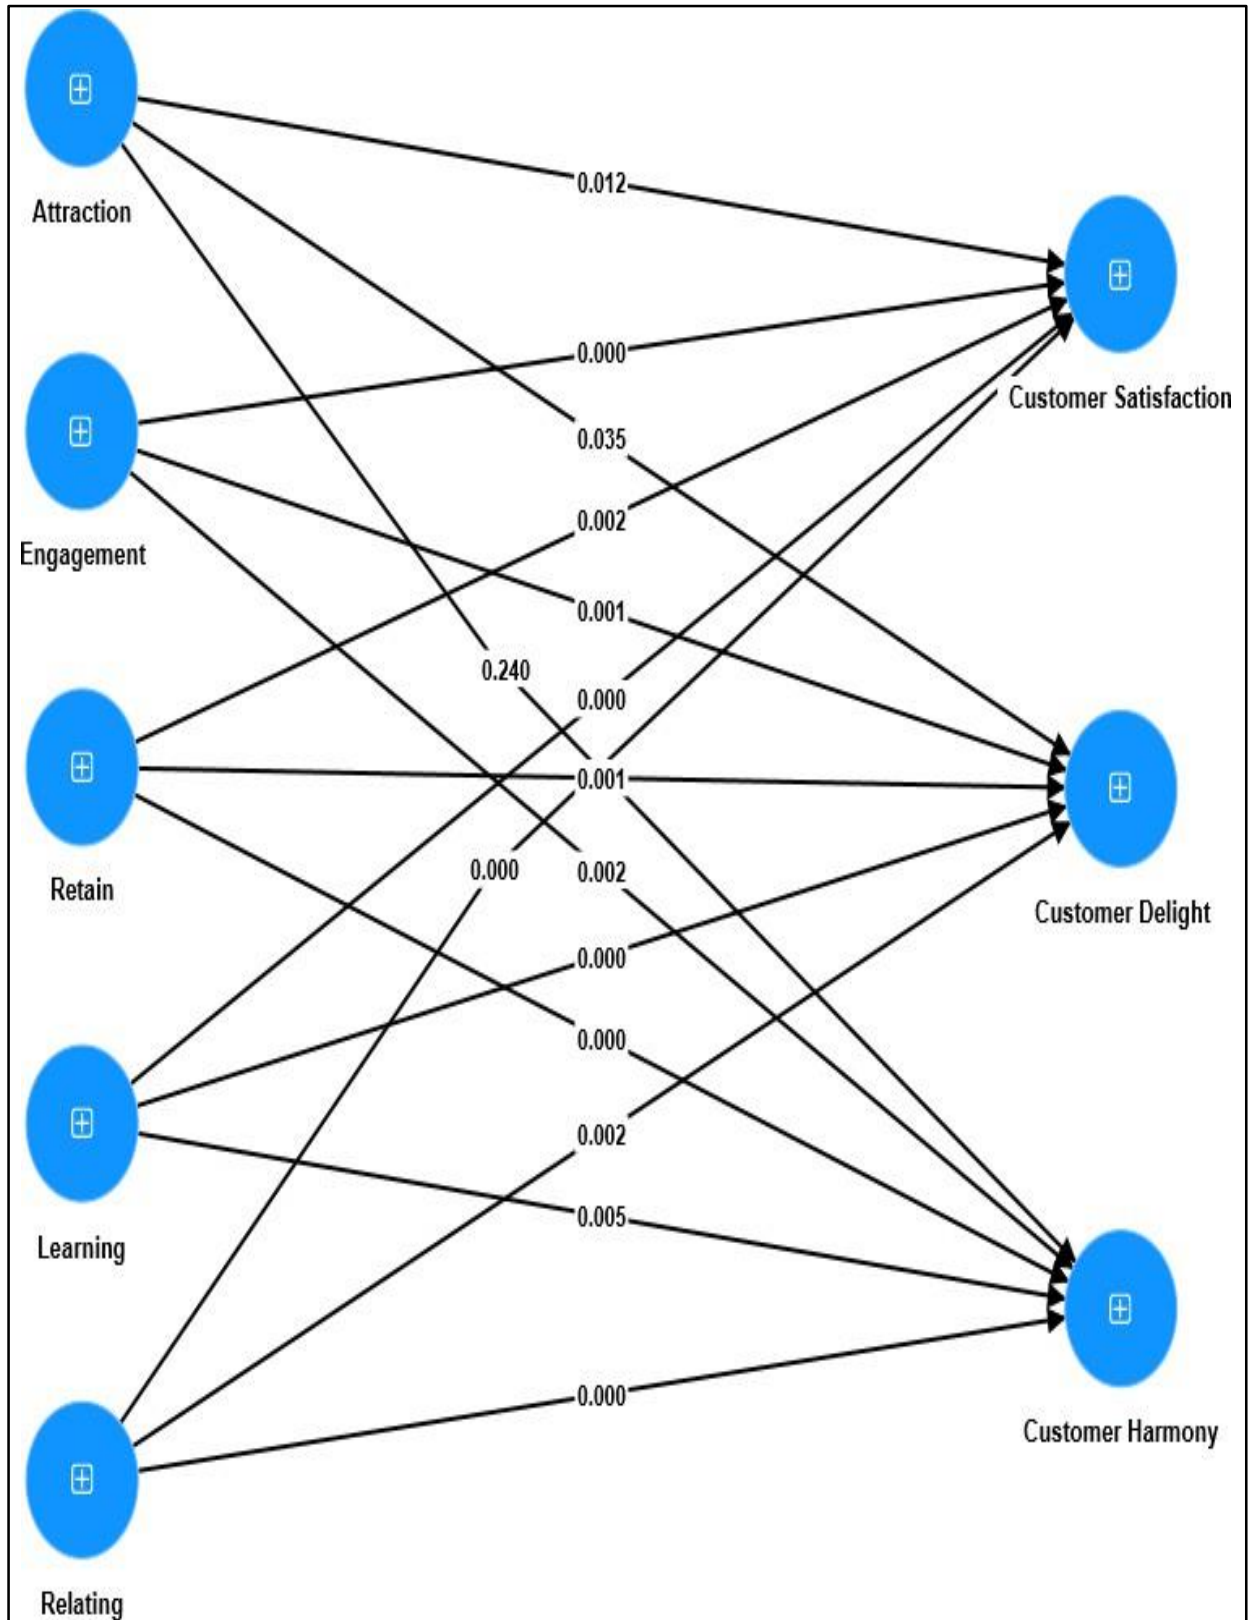 Attraction
0.012
Customer Satisfaction
0.000
0.035
Engagement
0.002
0.001
0.240
0.000
0.001
Retain
0.000
0.002
Customer Delight
0.000
0.000
0.002
Learning
0.005
0.000
Customer Harmony
Relating